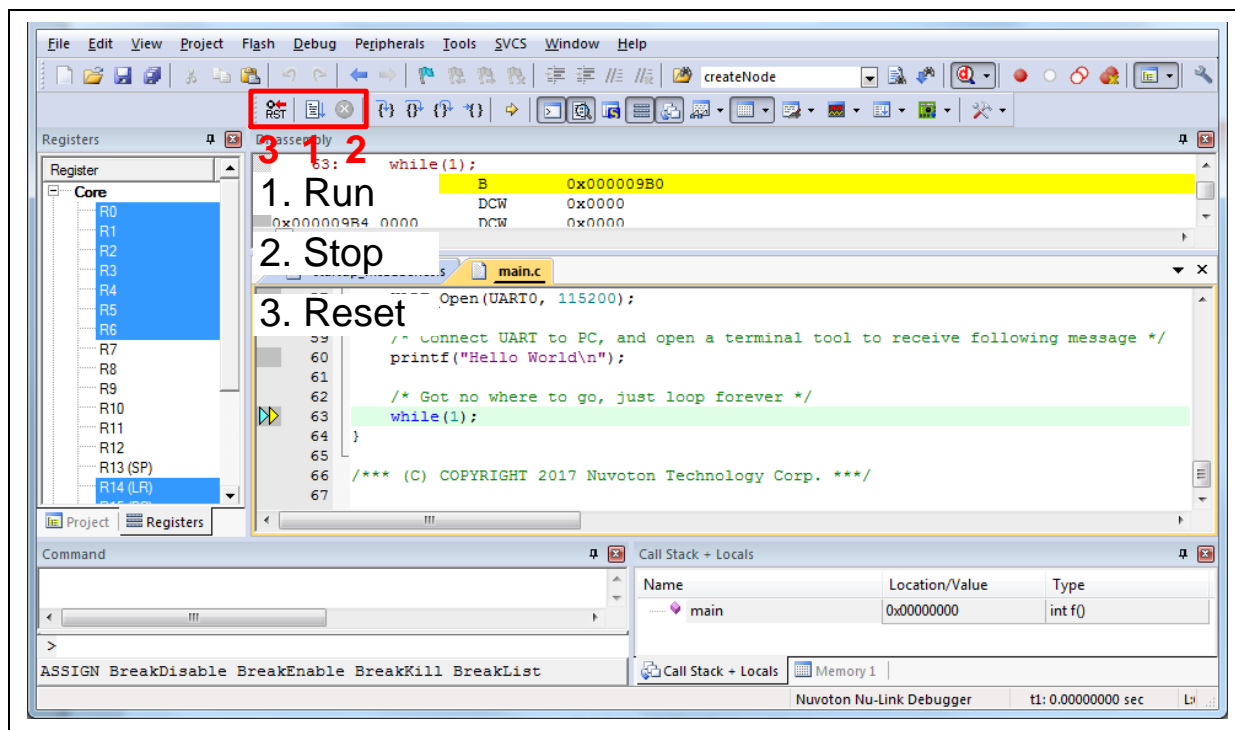 File Edit View Project Flash Debug Peripherals Tools SVCS Window Help
createNode
RST
3 1 2
Registers
Register
Core
R0
R1
R2
R3
R4
R5
R6
R7
R8
R9
R10
R11
R12
R13 (SP)
R14 (LR)
Project Registers
63: while(1);
B 0x000009B0
DCW 0x0000
0x000009B4 0000 DCW 0x0000
1. Run
2. Stop
3. Reset
main.c
Open(UART0, 115200);
59 /* Connect UART to PC, and open a terminal tool to receive following message */
60 printf("Hello World\n");
61
62 /* Got no where to go, just loop forever */
63 while(1);
64 }
65
66 /*** (C) COPYRIGHT 2017 Nuvoton Technology Corp. ***/
67
Command
>
ASSIGN BreakDisable BreakEnable BreakKill BreakList
Call Stack + Locals
Name Location/Value Type
main 0x00000000 int f()
Call Stack + Locals Memory 1
Nuvoton Nu-Link Debugger t1: 0.00000000 sec